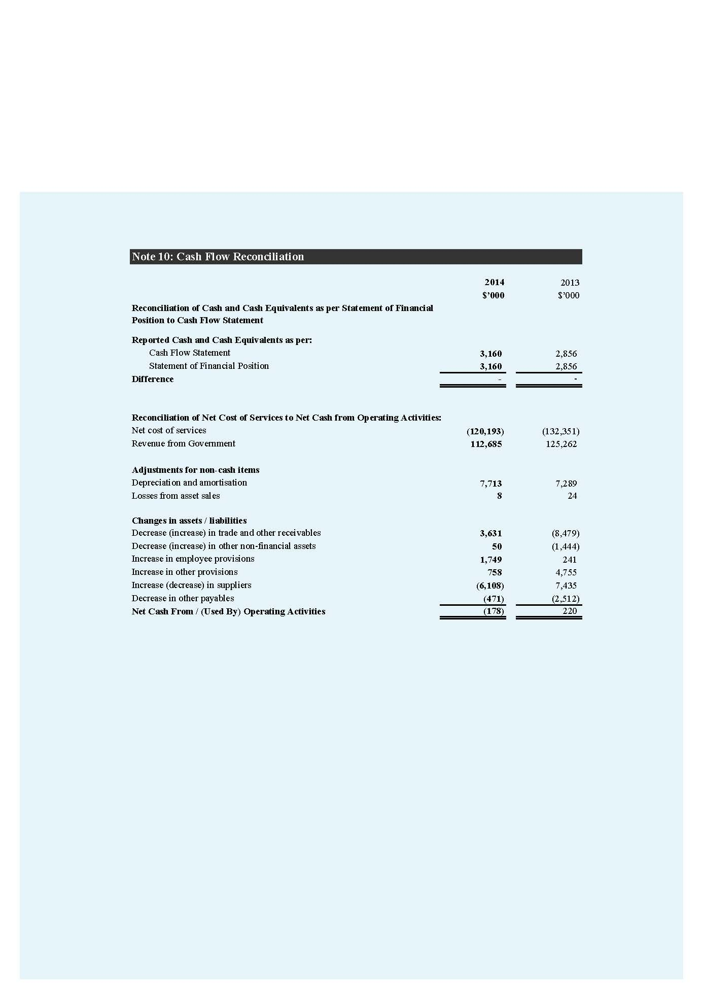 Note 10: Cash Flow Reconciliation
2014 2013
$’000 $’000
Reconciliation of Cash and Cash Equivalents as per Statement of Financial
Position to Cash Flow Statement
Reported Cash and Cash Equivalents as per:
Cash Flow Statement 3,160 2,856
Statement of Financial Position 3,160 2,856
Difference - -
Reconciliation of Net Cost of Services to Net Cash from Operating Activities:
Net cost of services (120,193) (132,351)
Revenue from Government 112,685 125,262
Adjustments for non-cash items
Depreciation and amortisation 7,713 7,289
Losses from asset sales 8 24
Changes in assets / liabilities
Decrease (increase) in trade and other receivables 3,631 (8,479)
Decrease (increase) in other non-financial assets 50 (1,444)
Increase in employee provisions 1,749 241
Increase in other provisions 758 4,755
Increase (decrease) in suppliers (6,108) 7,435
Decrease in other payables (471) (2,512)
Net Cash From / (Used By) Operating Activities (178) 220